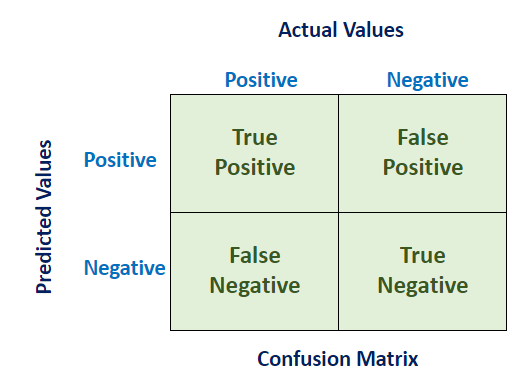 Actual Values
Positive
Negative
Predicted Values
Positive
True
Positive
False
Positive
Negative
False
Negative
True
Negative
Confusion Matrix